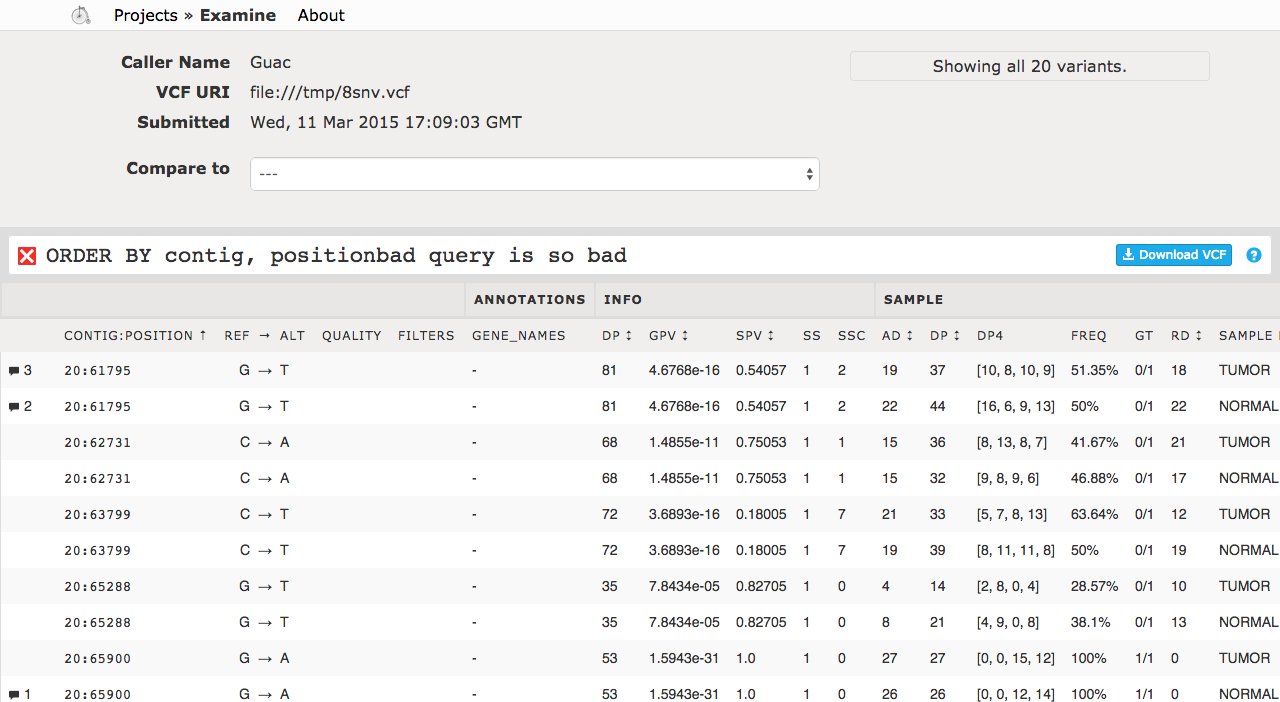 Projects » Examine About
Caller Name Guac
Showing all 20 variants.
VCF URI file:///tmp/8snv.vcf
Submitted Wed, 11 Mar 2015 17:09:03 GMT
Compare to ---
ORDER BY contig, positionbad query is so bad Download VCF ?
ANNOTATIONS INFO SAMPLE
CONTIG:POSITION ↑ REF → ALT QUALITY FILTERS GENE_NAMES DP ↕ GPV ↕ SPV ↕ SS SSC AD ↕ DP ↕ DP4 FREQ GT RD ↕ SAMPLE
3 20:61795 G → T - 81 4.6768e-16 0.54057 1 2 19 37 [10, 8, 10, 9] 51.35% 0/1 18 TUMOR
2 20:61795 G → T - 81 4.6768e-16 0.54057 1 2 22 44 [16, 6, 9, 13] 50% 0/1 22 NORMAL
20:62731 C → A - 68 1.4855e-11 0.75053 1 1 15 36 [8, 13, 8, 7] 41.67% 0/1 21 TUMOR
20:62731 C → A - 68 1.4855e-11 0.75053 1 1 15 32 [9, 8, 9, 6] 46.88% 0/1 17 NORMAL
20:63799 C → T - 72 3.6893e-16 0.18005 1 7 21 33 [5, 7, 8, 13] 63.64% 0/1 12 TUMOR
20:63799 C → T - 72 3.6893e-16 0.18005 1 7 19 39 [8, 11, 11, 8] 50% 0/1 19 NORMAL
20:65288 G → T - 35 7.8434e-05 0.82705 1 0 4 14 [2, 8, 0, 4] 28.57% 0/1 10 TUMOR
20:65288 G → T - 35 7.8434e-05 0.82705 1 0 8 21 [4, 9, 0, 8] 38.1% 0/1 13 NORMAL
20:65900 G → A - 53 1.5943e-31 1.0 1 0 27 27 [0, 0, 15, 12] 100% 1/1 0 TUMOR
1 20:65900 G → A - 53 1.5943e-31 1.0 1 0 26 26 [0, 0, 12, 14] 100% 1/1 0 NORMAL